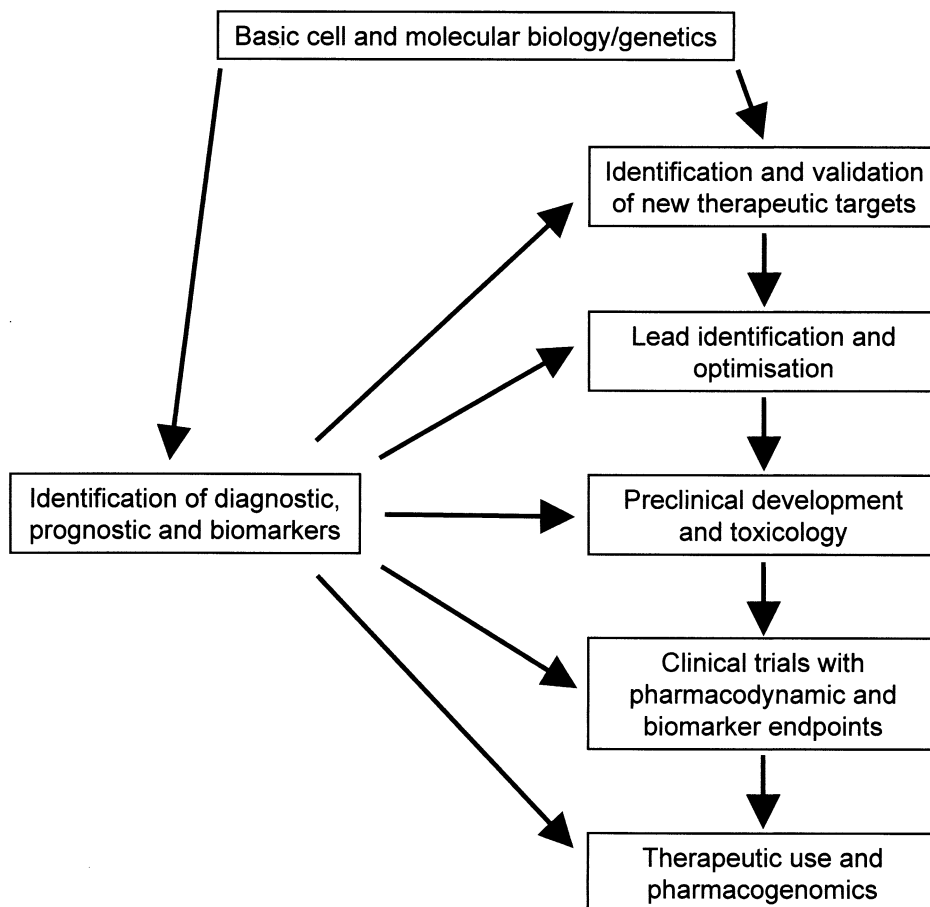 Basic cell and molecular biology/genetics
Identification and validation
of new therapeutic targets
Lead identification and
optimisation
Identification of diagnostic,
prognostic and biomarkers
Preclinical development
and toxicology
Clinical trials with
pharmacodynamic and
biomarker endpoints
Therapeutic use and
pharmacogenomics